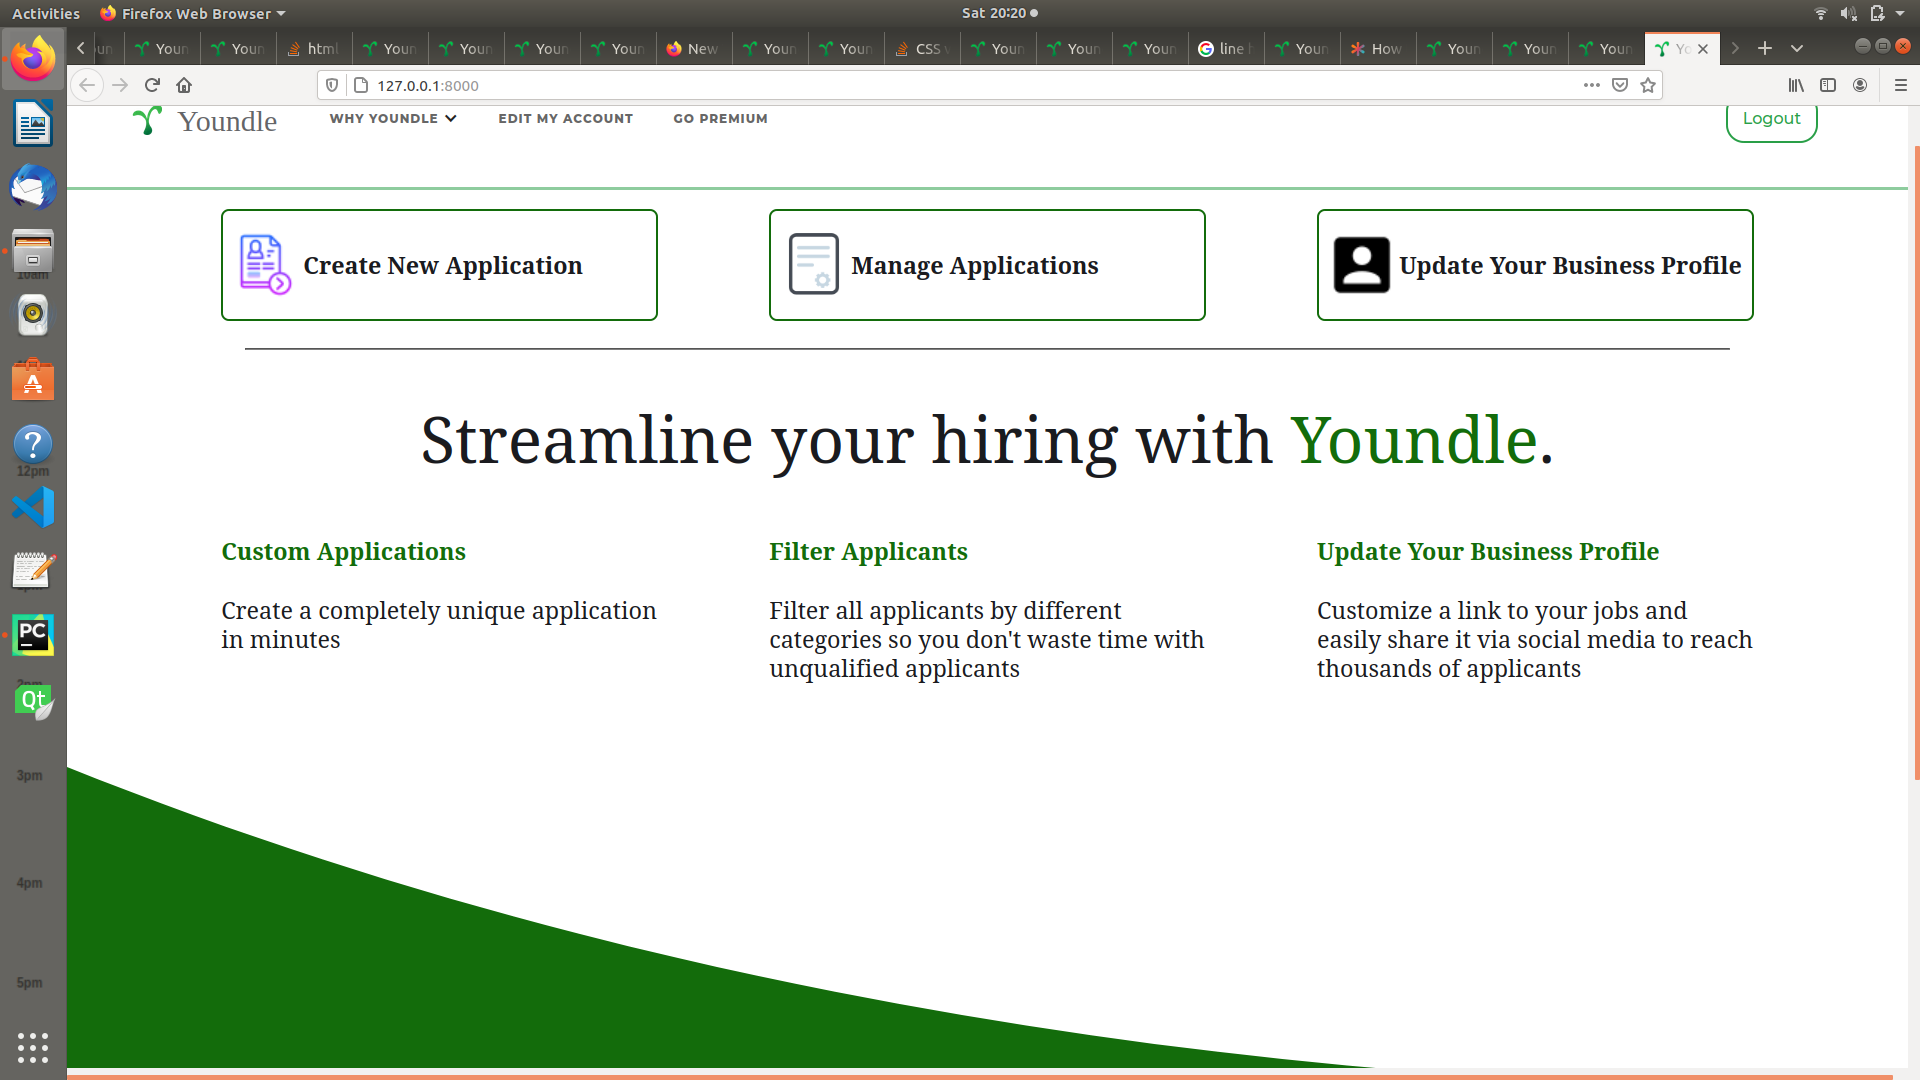 Activities Firefox Web Browser Sat 20:20
Youn Youn html Youn Youn Youn Youn New Youn Youn CSS Youn Youn Youn line Youn How Youn Youn Youn
127.0.0.1:8000
Youndle WHY YOUNDLE EDIT MY ACCOUNT GO PREMIUM Logout
Create New Application Manage Applications Update Your Business Profile
Streamline your hiring with Youndle.
Custom Applications
Create a completely unique application
in minutes
Filter Applicants
Filter all applicants by different
categories so you don't waste time with
unqualified applicants
Update Your Business Profile
Customize a link to your jobs and
easily share it via social media to reach
thousands of applicants
10am
12pm
PC
2pm
Qt
3pm
4pm
5pm